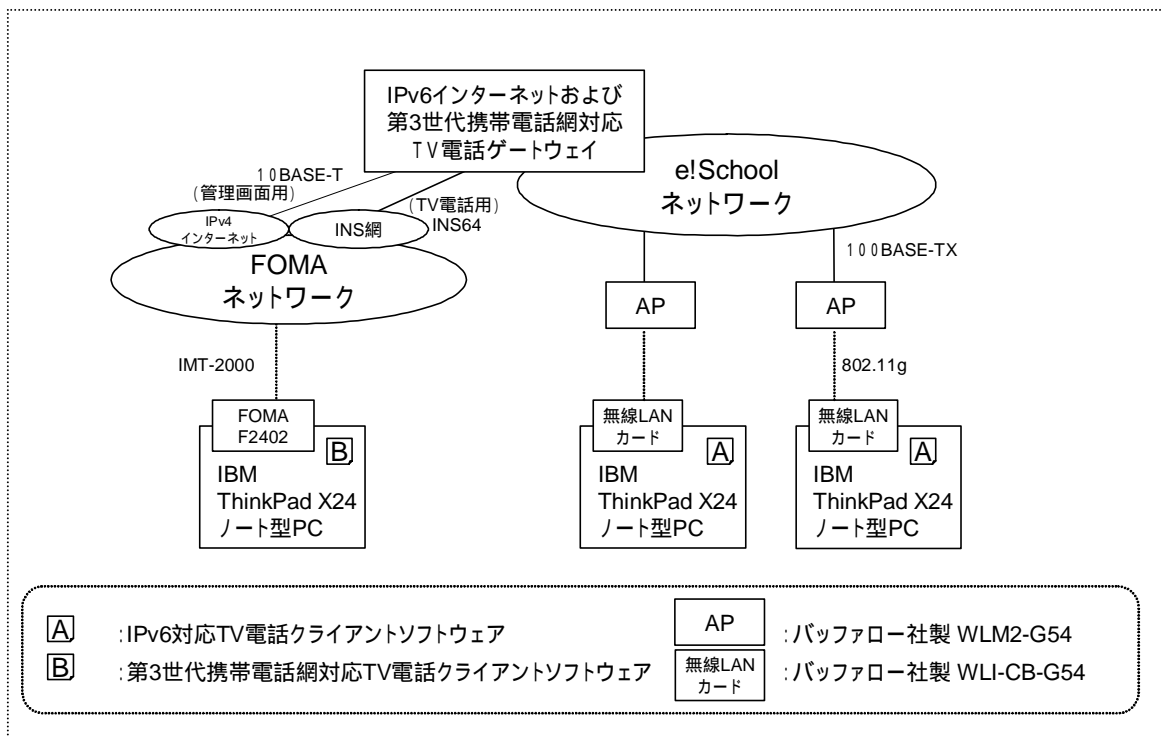 IPv6インターネットおよび
第3世代携帯電話網対応
TV電話ゲートウェイ
e!School
ネットワーク
10BASE-T
(管理画面用)
(TV電話用)
INS64
IPv4
インターネット
INS網
FOMA
ネットワーク
100BASE-TX
AP
AP
IMT-2000
802.11g
FOMA
F2402
B
IBM
ThinkPad X24
ノート型PC
無線LAN
カード
A
IBM
ThinkPad X24
ノート型PC
無線LAN
カード
A
IBM
ThinkPad X24
ノート型PC
A :IPv6対応TV電話クライアントソフトウェア
B :第3世代携帯電話網対応TV電話クライアントソフトウェア
AP :バッファロー社製 WLM2-G54
無線LAN
カード :バッファロー社製 WLI-CB-G54